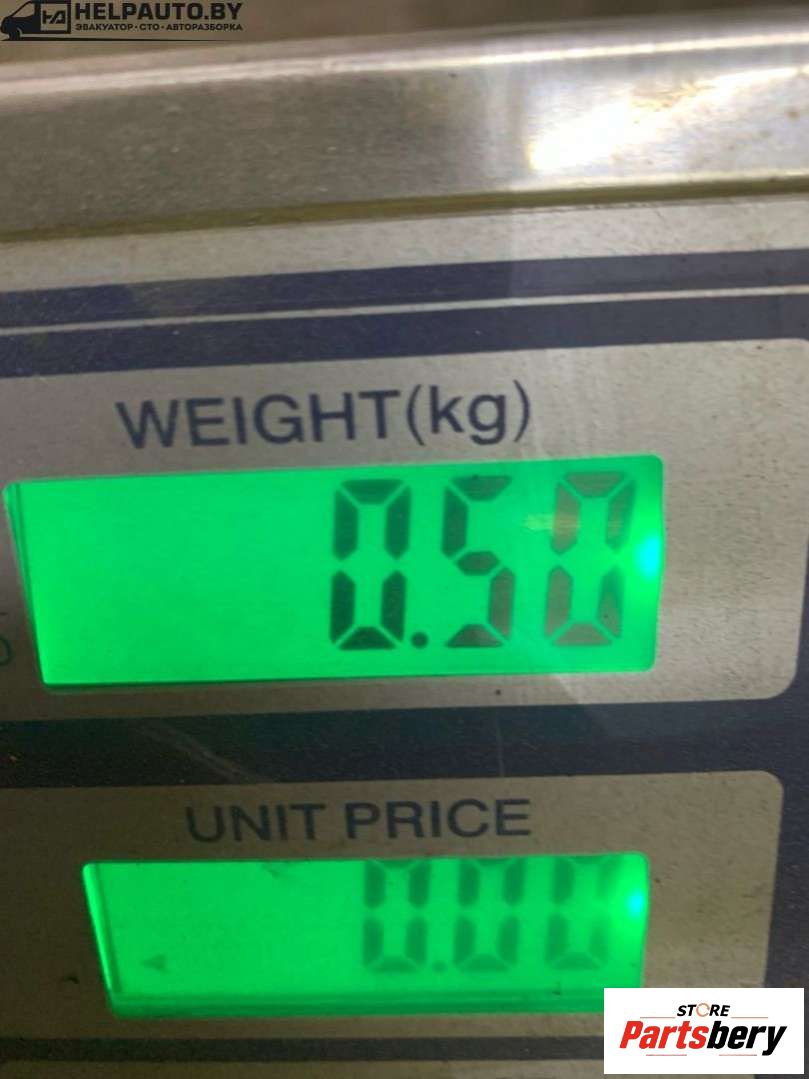 HELPAUTO.BY
ЭВАКУАТОР • СТО • АВТОРАЗБОРКА
WEIGHT(kg)
0.50
UNIT PRICE
0.00
STORE
Partsbery